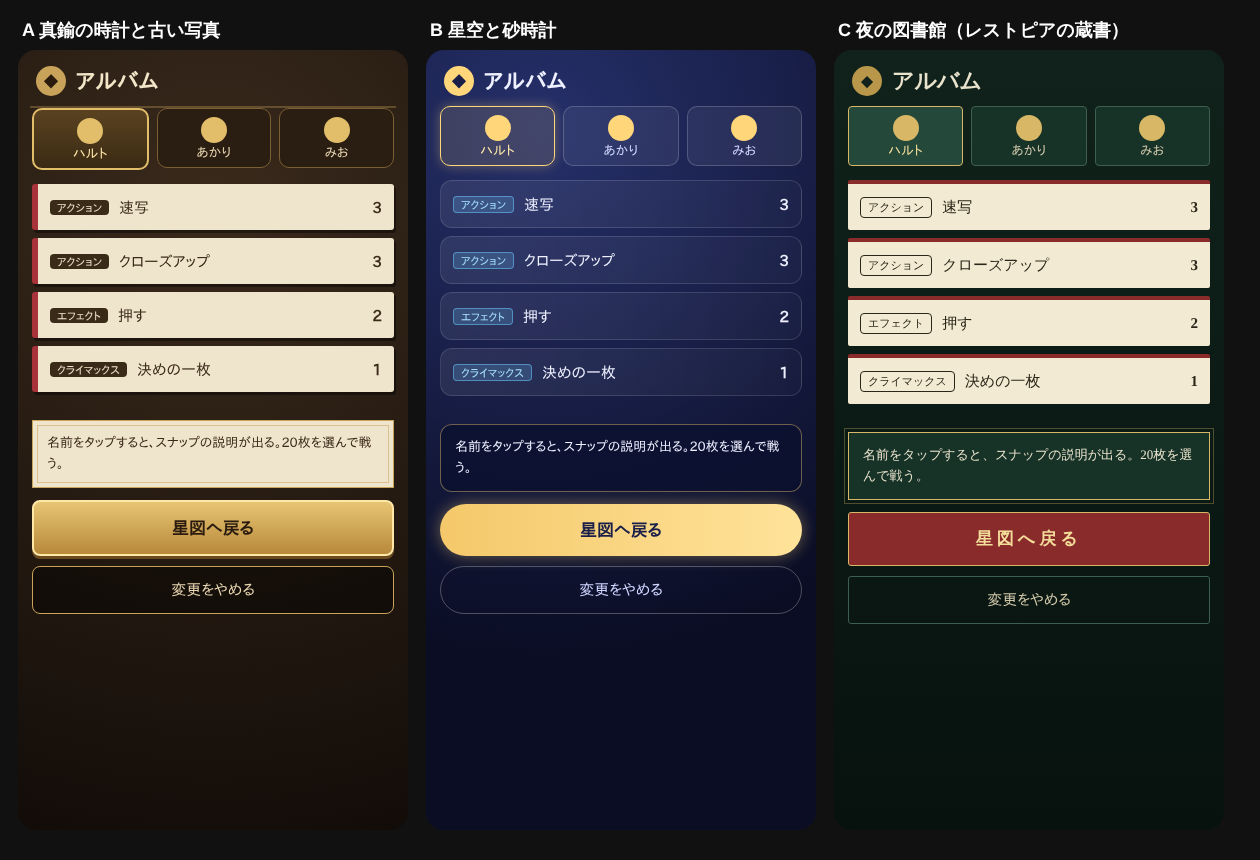 A 真鍮の時計と古い写真
アルバム
ハルト
あかり
みお
アクション 速写 3
アクション クローズアップ 3
エフェクト 押す 2
クライマックス 決めの一枚 1
名前をタップすると、スナップの説明が出る。20枚を選んで戦
う。
星図へ戻る
変更をやめる
B 星空と砂時計
アルバム
ハルト
あかり
みお
アクション 速写 3
アクション クローズアップ 3
エフェクト 押す 2
クライマックス 決めの一枚 1
名前をタップすると、スナップの説明が出る。20枚を選んで戦
う。
星図へ戻る
変更をやめる
C 夜の図書館（レストピアの蔵書）
アルバム
ハルト
あかり
みお
アクション 速写 3
アクション クローズアップ 3
エフェクト 押す 2
クライマックス 決めの一枚 1
名前をタップすると、スナップの説明が出る。20枚を選
んで戦う。
星図へ戻る
変更をやめる